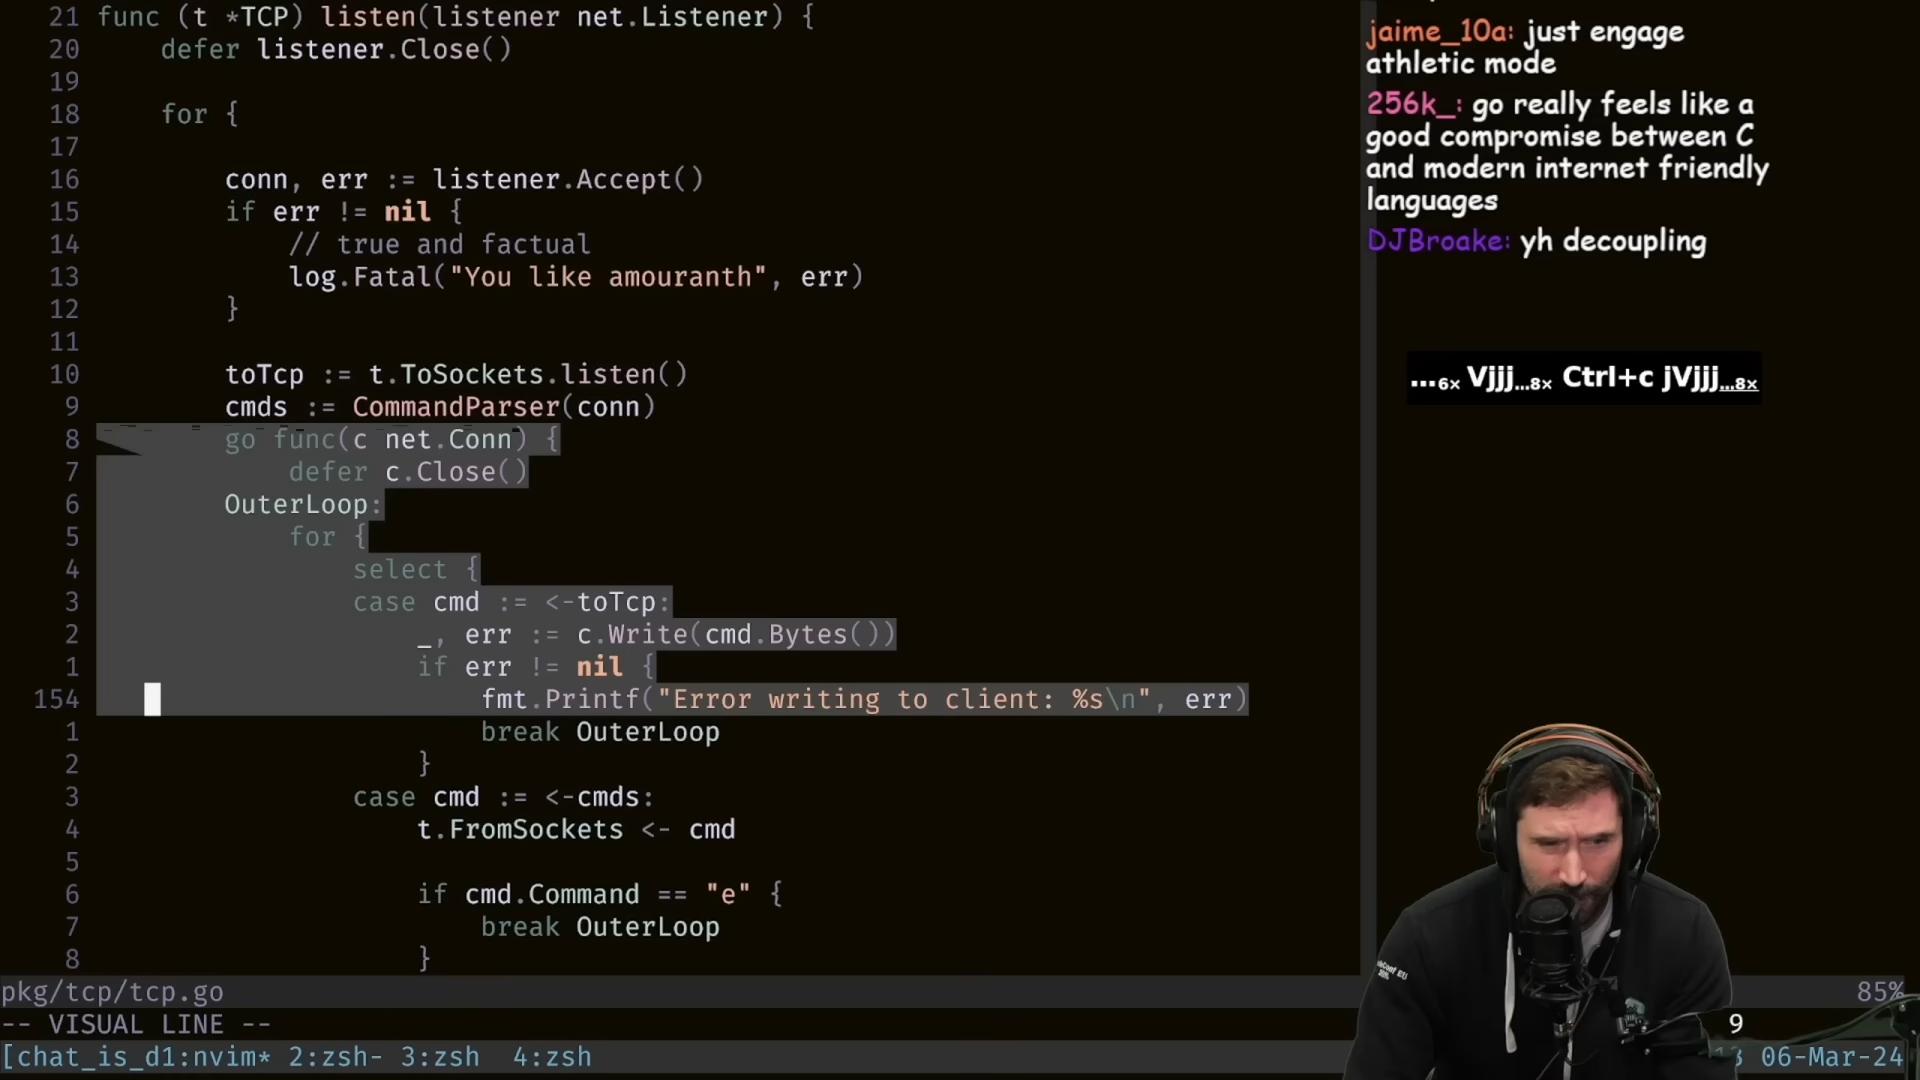 21 func (t *TCP) listen(listener net.Listener) {
20     defer listener.Close()
19
18     for {
17
16         conn, err := listener.Accept()
15         if err != nil {
14             // true and factual
13             log.Fatal("You like amouranth", err)
12         }
11
10         toTcp := t.ToSockets.listen()
9         cmds := CommandParser(conn)
8         go func(c net.Conn) {
7             defer c.Close()
6         OuterLoop:
5             for {
4                 select {
3                 case cmd := <-toTcp:
2                     _, err := c.Write(cmd.Bytes())
1                     if err != nil {
154                         fmt.Printf("Error writing to client: %s\n", err)
1                         break OuterLoop
2                     }
3                 case cmd := <-cmds:
4                     t.FromSockets <- cmd
5
6                     if cmd.Command == "e" {
7                         break OuterLoop
8                     }
pkg/tcp/tcp.go 85%
-- VISUAL LINE -- 9
[chat_is_d1:nvim* 2:zsh- 3:zsh 4:zsh 06-Mar-24
jaime_10a: just engage
athletic mode
256k_: go really feels like a
good compromise between C
and modern internet friendly
languages
DJBroake: yh decoupling
...6x Vjjj...8x Ctrl+c jVjjj...8x